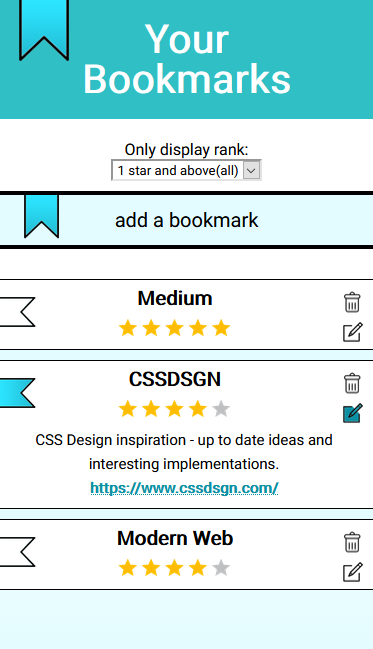 Your
Bookmarks
Only display rank:
1 star and above(all)
add a bookmark
Medium
CSSDSGN
CSS Design inspiration - up to date ideas and
interesting implementations.
https://www.cssdsgn.com/
Modern Web